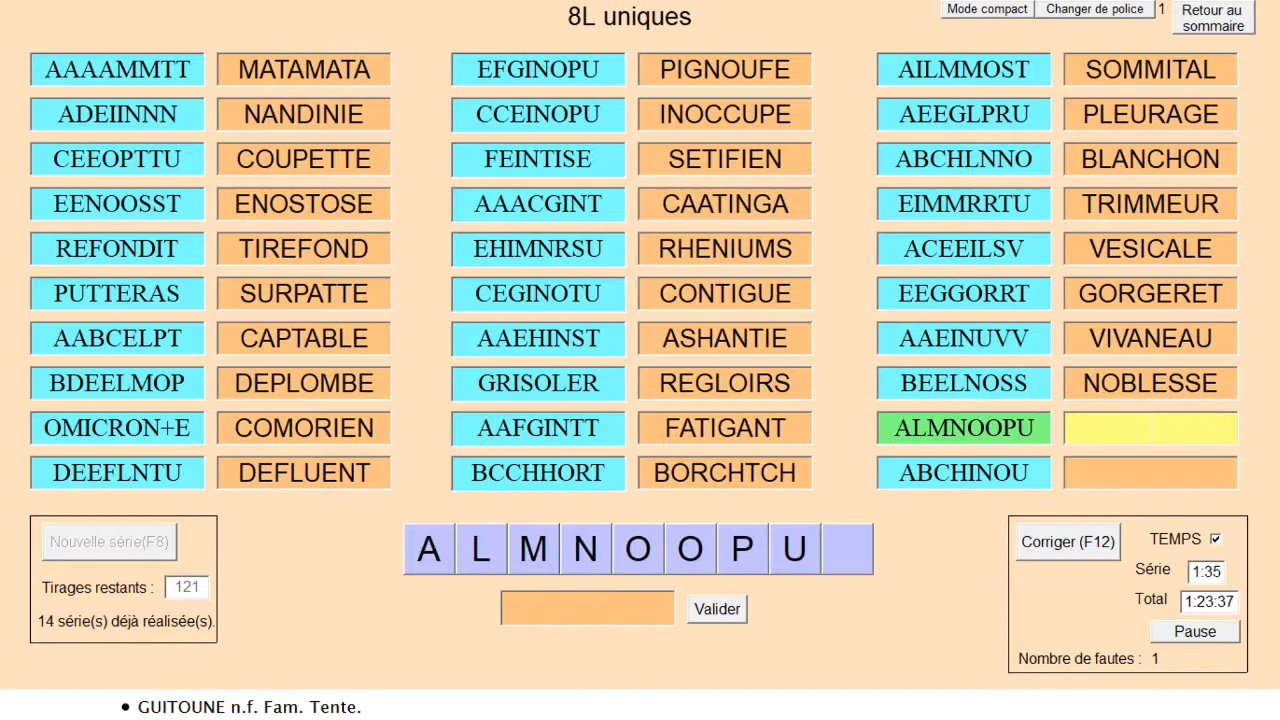 8L uniques
Mode compact Changer de police 1 Retour au sommaire
AAAAMMTT MATAMATA EFGINOPU PIGNOUFE AILMMOST SOMMITAL
ADEIINNN NANDINIE CCEINOPU INOCCUPE AEEGLPRU PLEURAGE
CEEOPTTU COUPETTE FEINTISE SETIFIEN ABCHLNNO BLANCHON
EENOOSST ENOSTOSE AAACGINT CAATINGA EIMMRRTU TRIMMEUR
REFONDIT TIREFOND EHIMNRSU RHENIUMS ACEEILSV VESICALE
PUTTERAS SURPATTE CEGINOTU CONTIGUE EEGGORRT GORGERET
AABCELPT CAPTABLE AAEHINST ASHANTIE AAEINUVV VIVANEAU
BDEELMOP DEPLOMBE GRISOLER REGLOIRS BEELNOSS NOBLESSE
OMICRON+E COMORIEN AAFGINTT FATIGANT ALMNOOPU
DEEFLNTU DEFLUENT BCCHHORT BORCHTCH ABCHINOU
Nouvelle série(F8)
Tirages restants : 121
14 série(s) déjà réalisée(s).
A L M N O O P U
Valider
Corriger (F12) TEMPS
Série 1:35
Total 1:23:37
Pause
Nombre de fautes : 1
• GUITOUNE n.f. Fam. Tente.